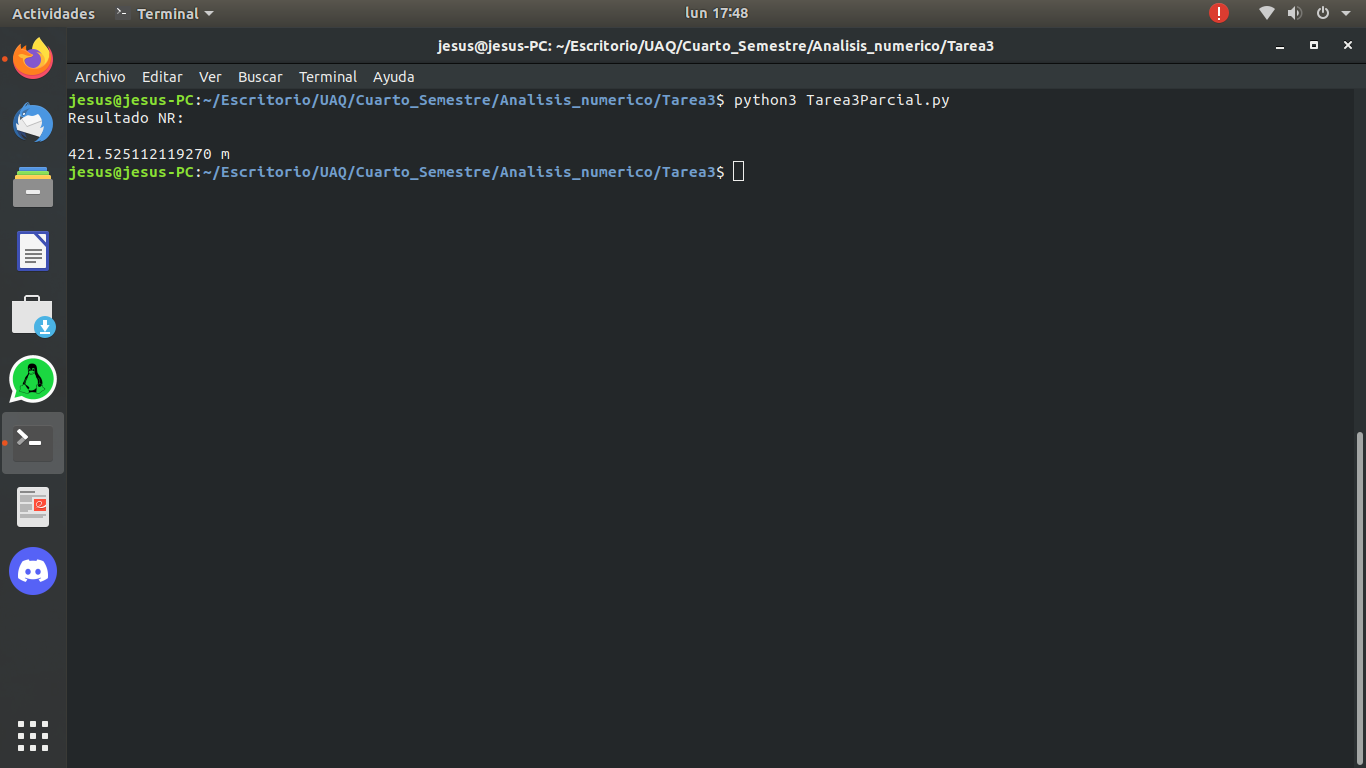 Actividades Terminal lun 17:48
jesus@jesus-PC: ~/Escritorio/UAQ/Cuarto_Semestre/Analisis_numerico/Tarea3
Archivo Editar Ver Buscar Terminal Ayuda
jesus@jesus-PC:~/Escritorio/UAQ/Cuarto_Semestre/Analisis_numerico/Tarea3$ python3 Tarea3Parcial.py
Resultado NR:
421.525112119270 m
jesus@jesus-PC:~/Escritorio/UAQ/Cuarto_Semestre/Analisis_numerico/Tarea3$